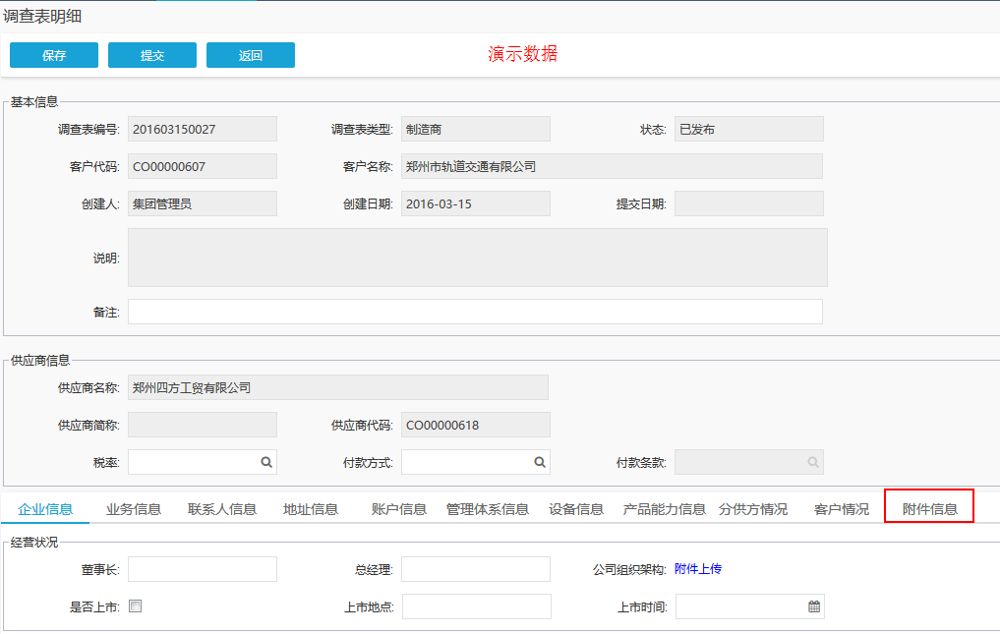 调查表明细
保存 提交 返回 演示数据
基本信息
调查表编号: 201603150027 调查表类型: 制造商 状态: 已发布
客户代码: CO00000607 客户名称: 郑州市轨道交通有限公司
创建人: 集团管理员 创建日期: 2016-03-15 提交日期:
说明:
备注:
供应商信息
供应商名称: 郑州四方工贸有限公司
供应商简称: 供应商代码: CO00000618
税率: 付款方式: 付款条款:
企业信息 业务信息 联系人信息 地址信息 账户信息 管理体系信息 设备信息 产品能力信息 分供方情况 客户情况 附件信息
经营状况
董事长: 总经理: 公司组织架构: 附件上传
是否上市: 上市地点: 上市时间: